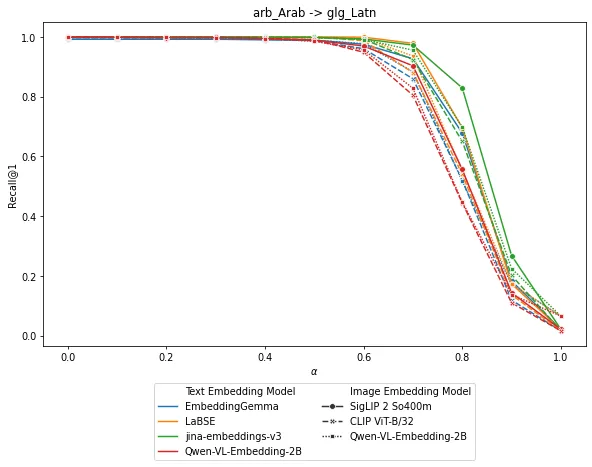 arb_Arab -> glg_Latn
Recall@1
1.0
0.8
0.6
0.4
0.2
0.0
0.0
0.2
0.4
0.6
0.8
1.0
α
Text Embedding Model
EmbeddingGemma
LaBSE
jina-embeddings-v3
Qwen-VL-Embedding-2B
Image Embedding Model
SigLIP 2 So400m
CLIP ViT-B/32
Qwen-VL-Embedding-2B